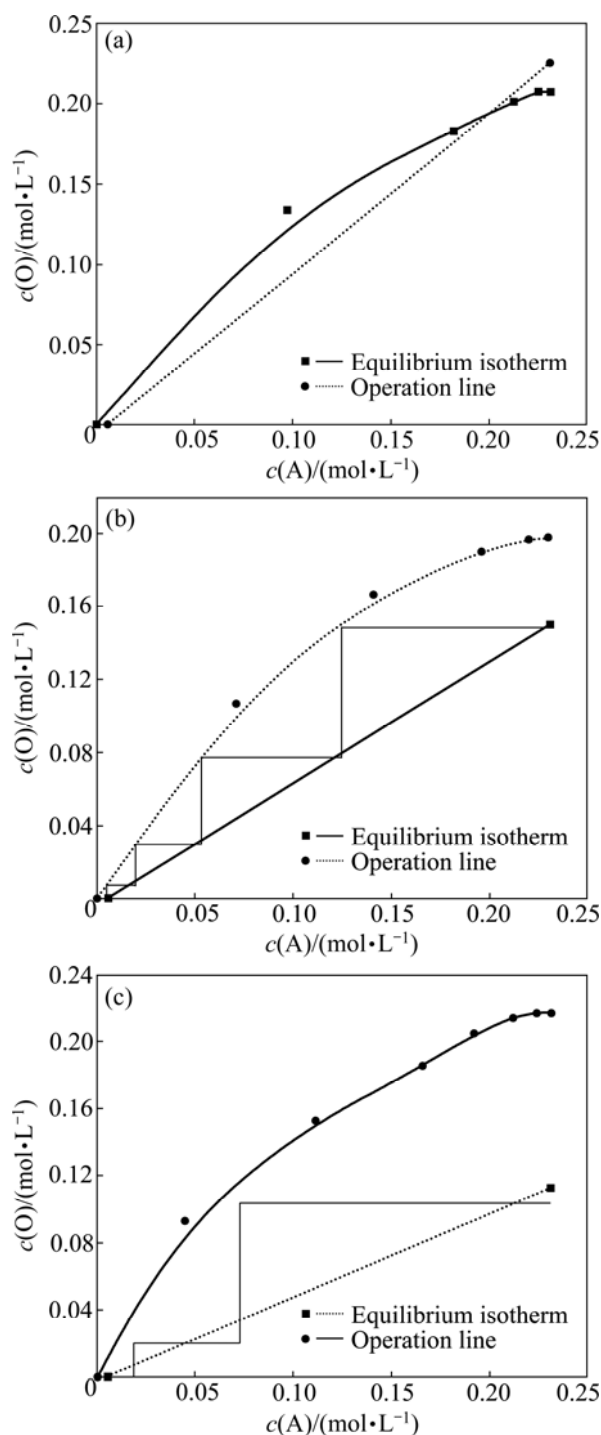 (a)
0.25
0.20
0.15
0.10
0.05
0
c(O)/(mol·L⁻¹)
Equilibrium isotherm
Operation line
0.05 0.10 0.15 0.20 0.25
c(A)/(mol·L⁻¹)
(b)
0.20
0.16
0.12
0.08
0.04
0
c(O)/(mol·L⁻¹)
Equilibrium isotherm
Operation line
0.05 0.10 0.15 0.20 0.25
c(A)/(mol·L⁻¹)
(c)
0.24
0.20
0.16
0.12
0.08
0.04
0
c(O)/(mol·L⁻¹)
Equilibrium isotherm
Operation line
0.05 0.10 0.15 0.20 0.25
c(A)/(mol·L⁻¹)